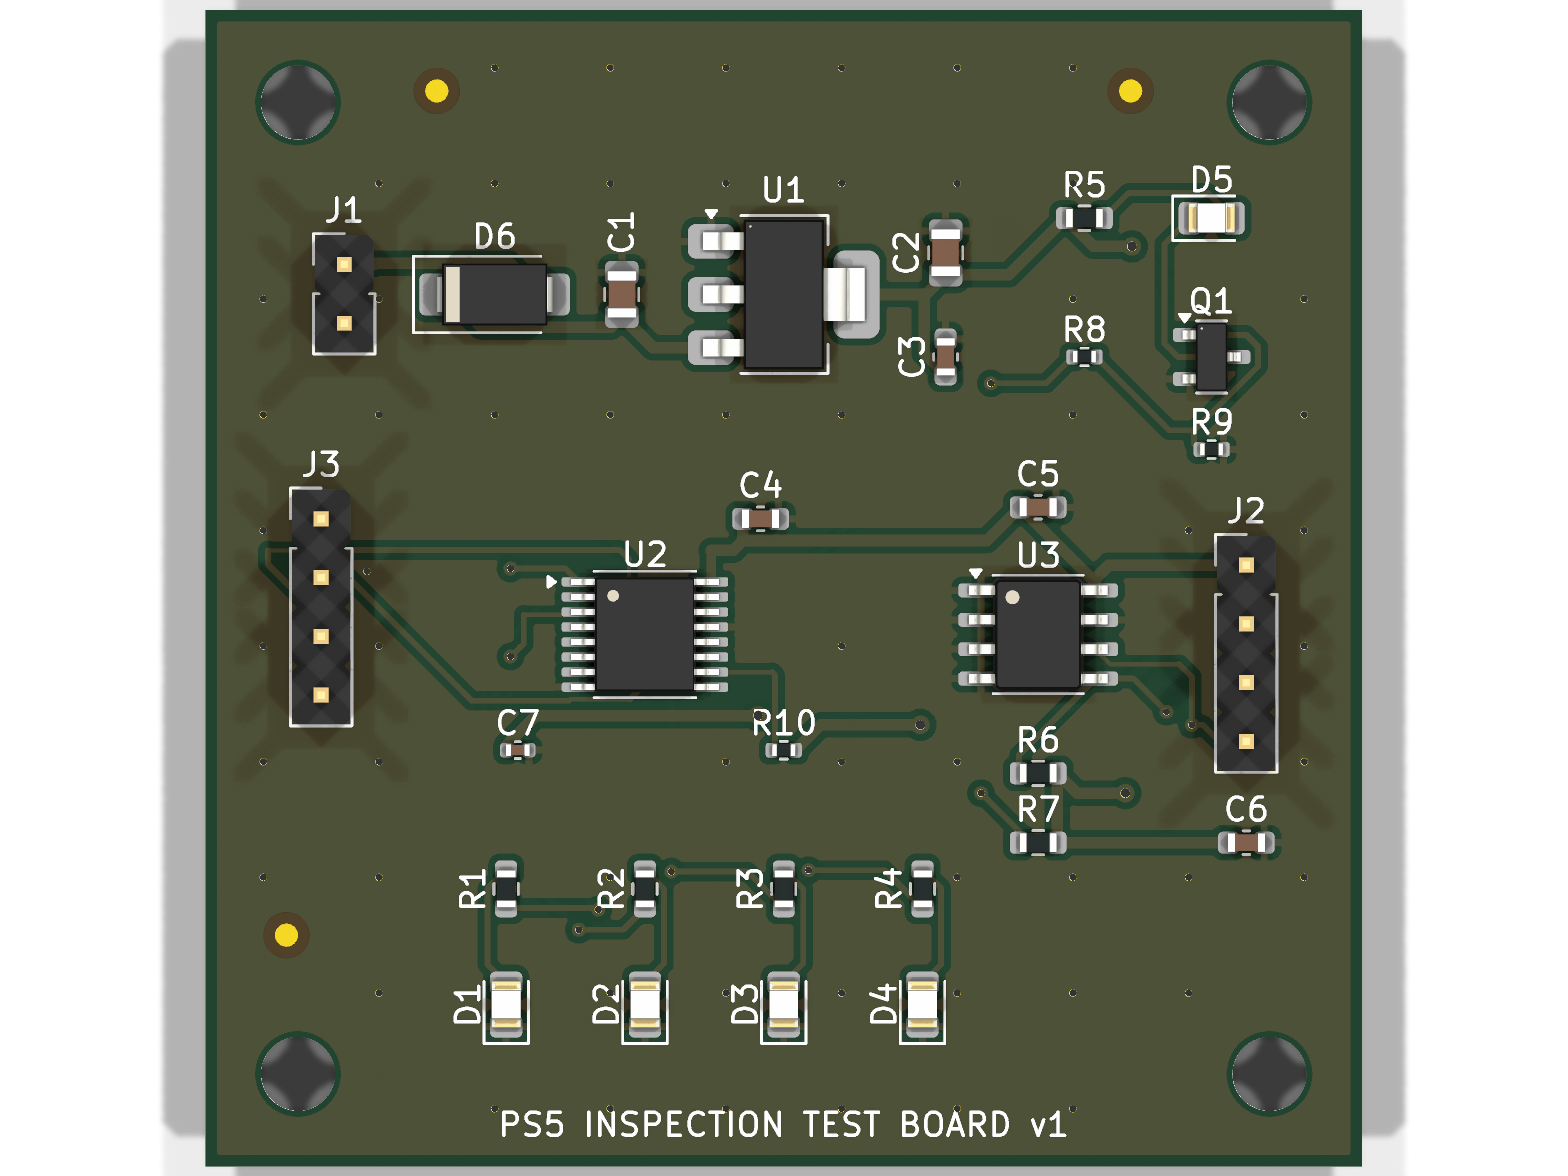 D5
R5
U1
J1
C1
D6
C2
Q1
R8
C3
R9
J3
C5
C4
J2
U2
U3
C7
R10
R6
R7
C6
R1
R2
R3
R4
D1
D2
D3
D4
PS5 INSPECTION TEST BOARD v1